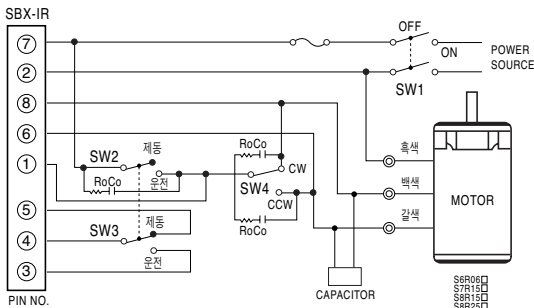 SBX-IR
7
2
8
6
1
5
4
3
PIN NO.
OFF
ON
POWER
SOURCE
SW1
SW2
제동
운전
RoCo
RoCo
SW4
CW
CCW
RoCo
SW3
제동
운전
흑색
백색
갈색
MOTOR
CAPACITOR
S6R06□
S7R15□
S8R15□
S8R25□